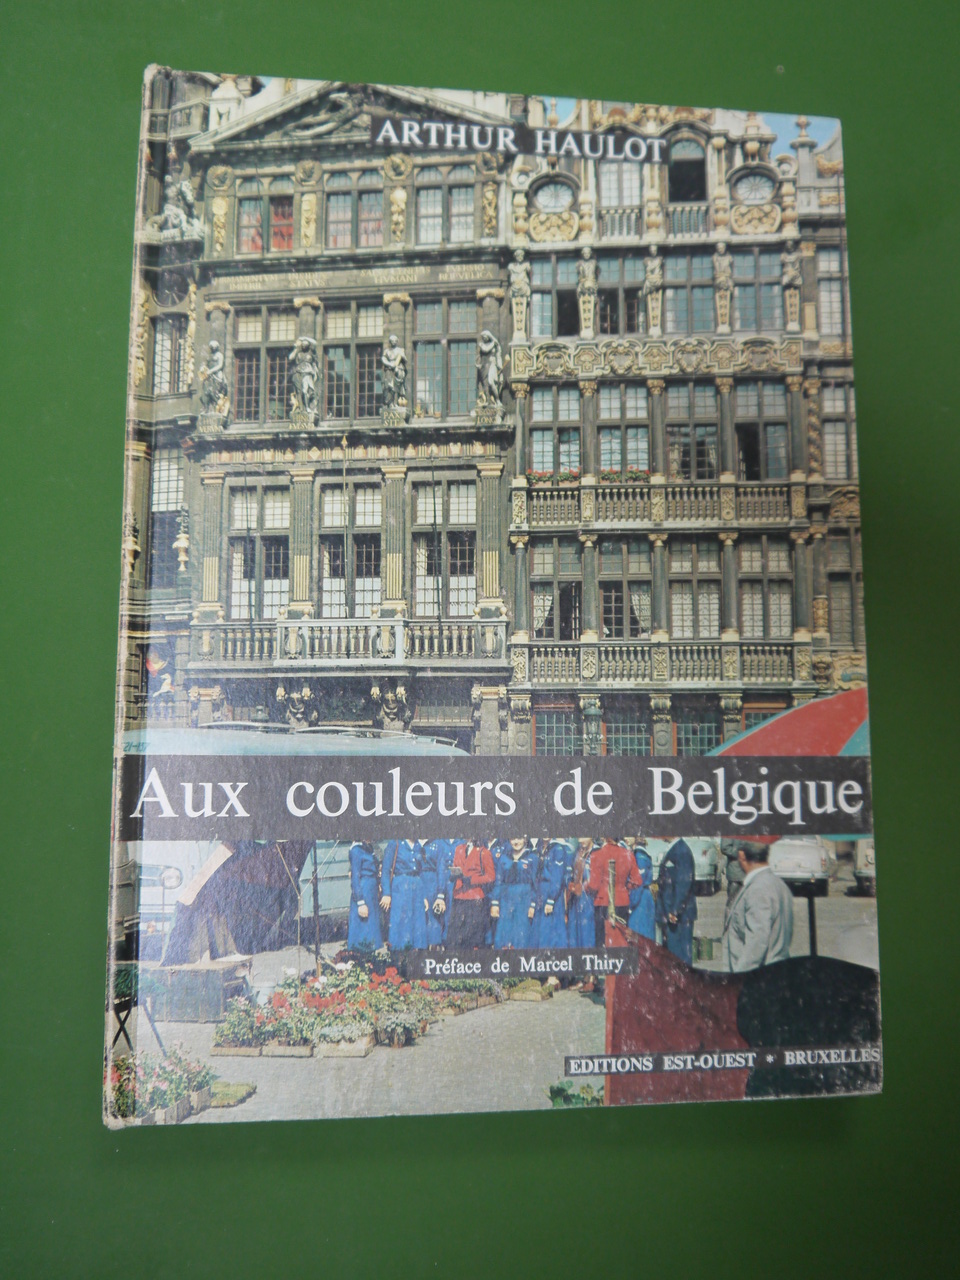 ARTHUR HAULOT
Aux couleurs de Belgique
Préface de Marcel Thiry
EDITIONS EST-OUEST * BRUXELLES